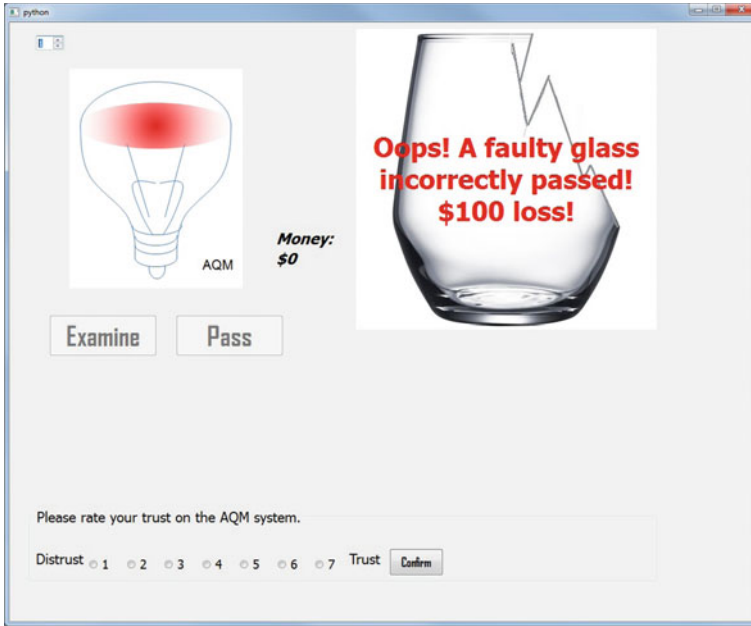 python
Oops! A faulty glass
incorrectly passed!
$100 loss!
AQM
Money:
$0
Examine
Pass
Please rate your trust on the AQM system.
Distrust 1 2 3 4 5 6 7 Trust Confirm